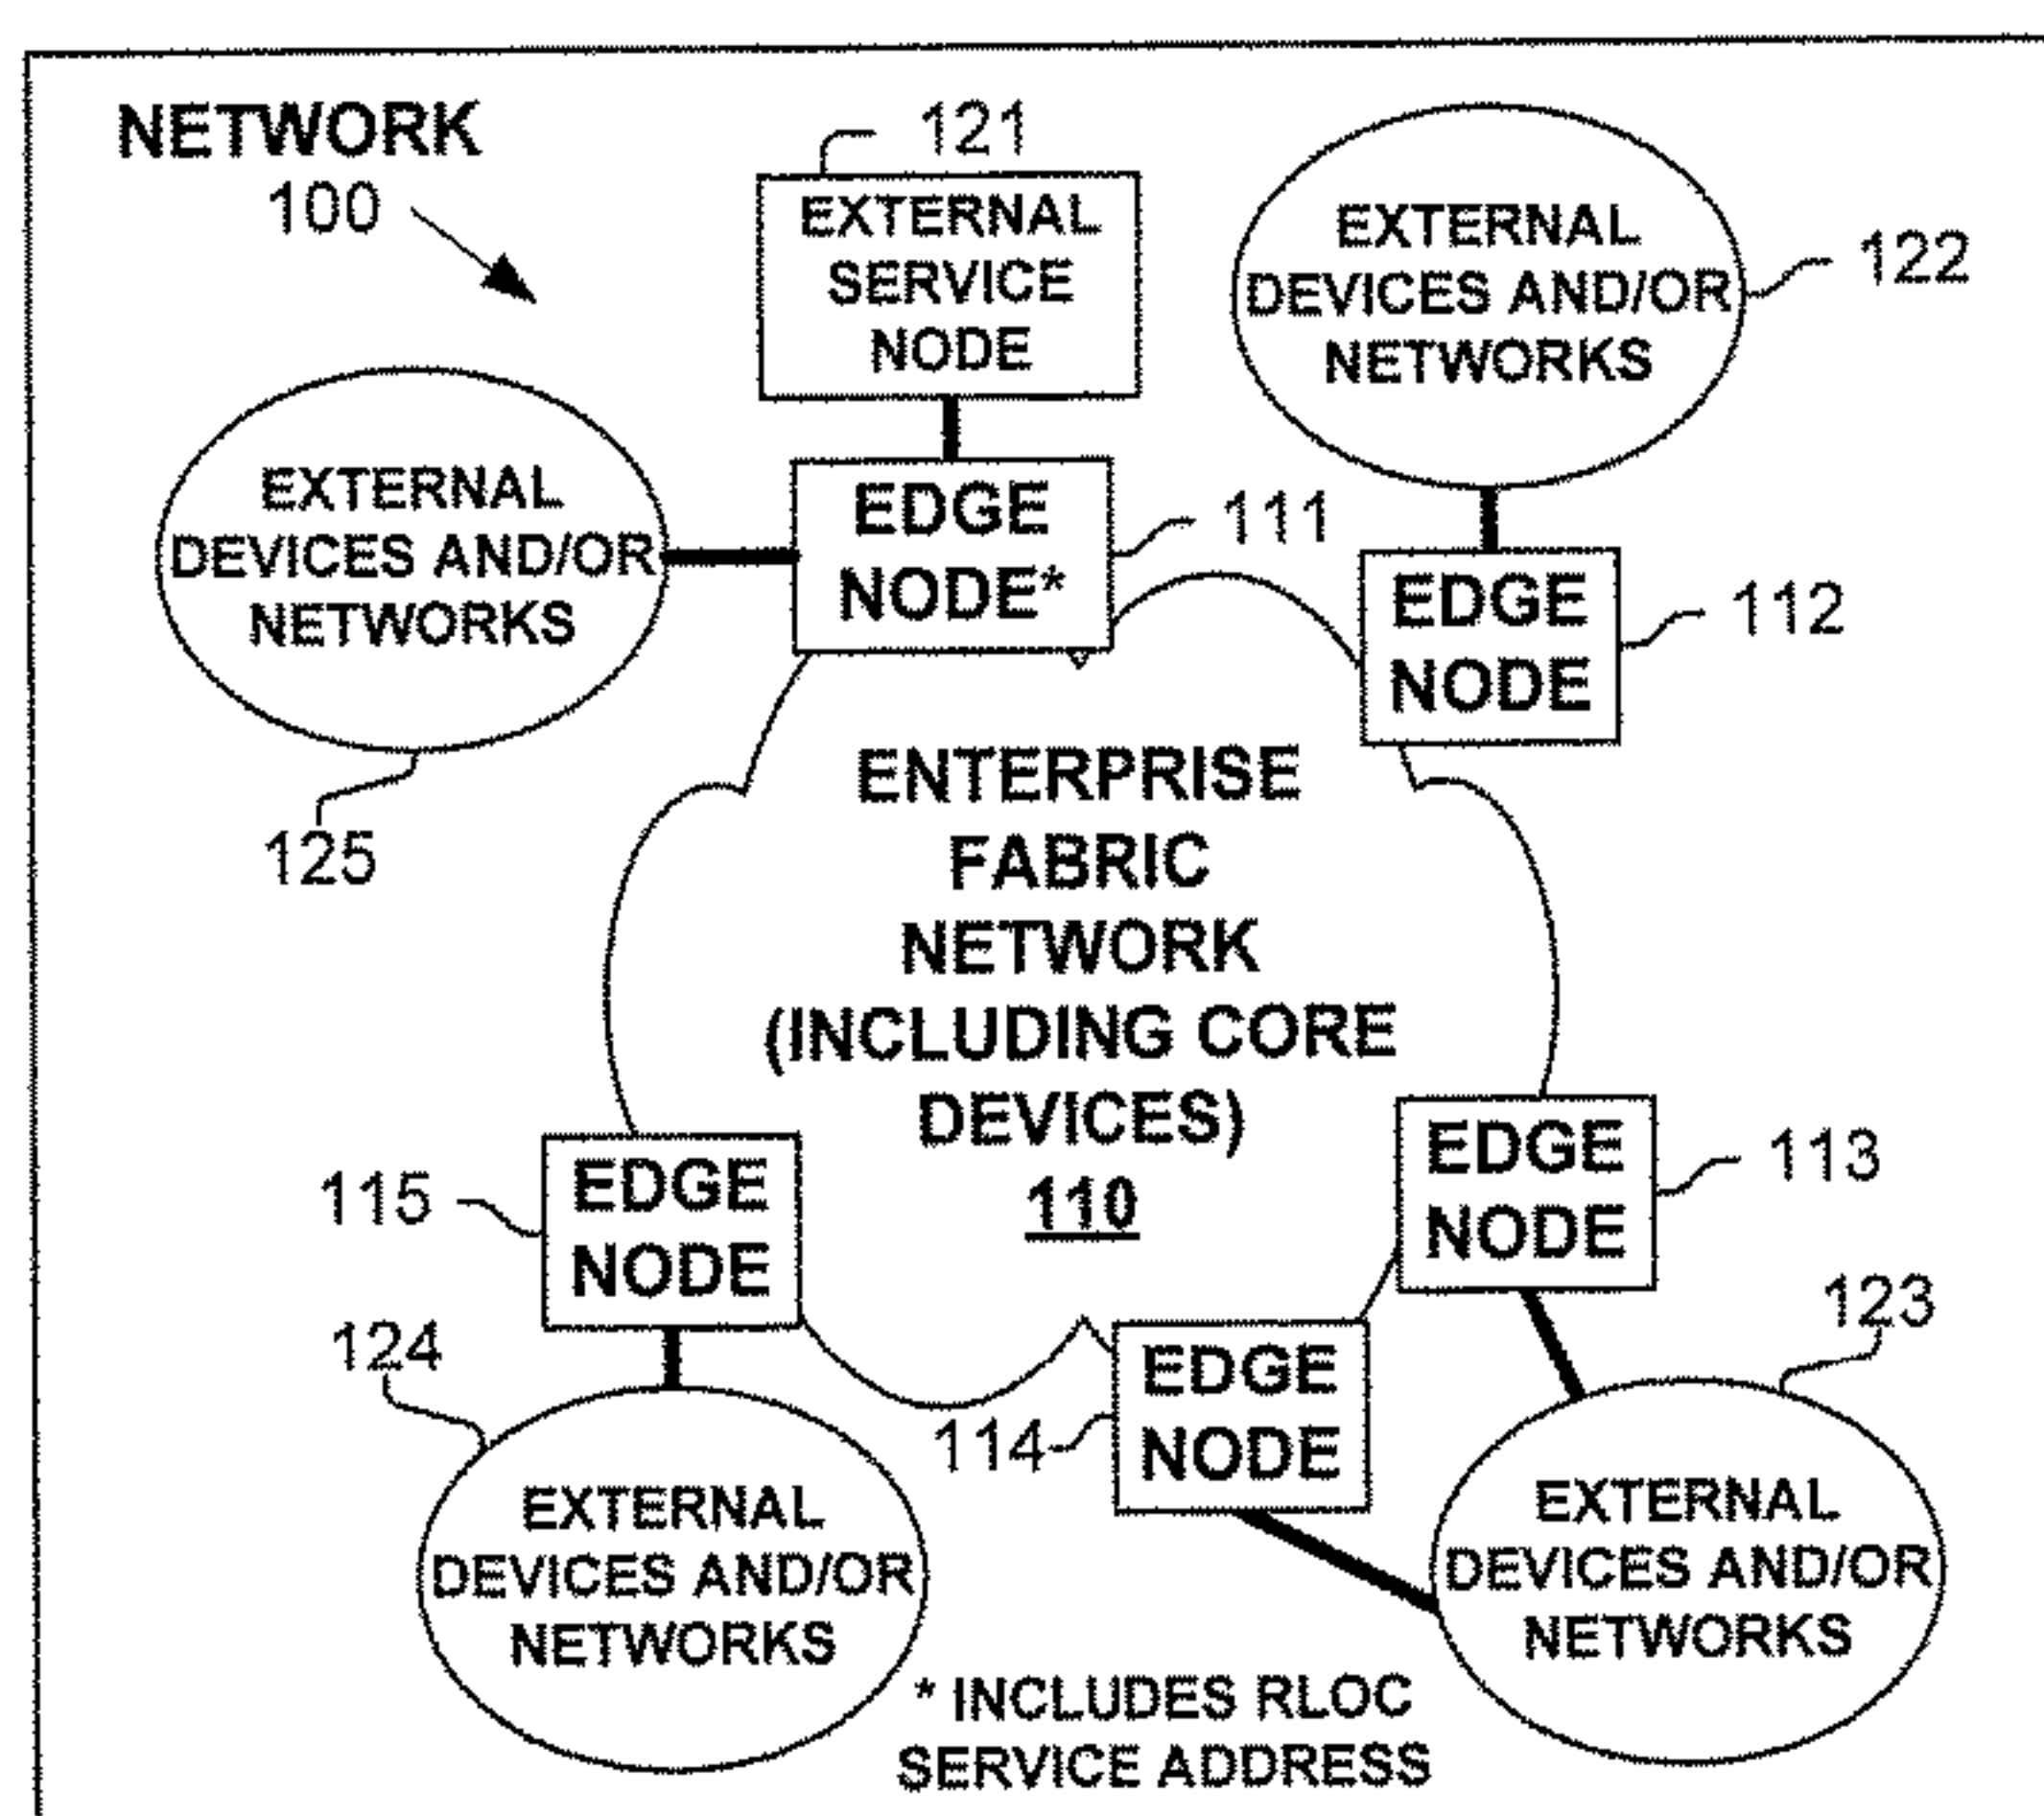 NETWORK
100
121
EXTERNAL
SERVICE
NODE
EXTERNAL
DEVICES AND/OR
NETWORKS
122
EXTERNAL
DEVICES AND/OR
NETWORKS
125
EDGE
NODE*
111
EDGE
NODE
112
ENTERPRISE
FABRIC
NETWORK
(INCLUDING CORE
DEVICES)
110
115
EDGE
NODE
EDGE
NODE
113
124
EXTERNAL
DEVICES AND/OR
NETWORKS
114
EDGE
NODE
123
EXTERNAL
DEVICES AND/OR
NETWORKS
* INCLUDES RLOC
SERVICE ADDRESS